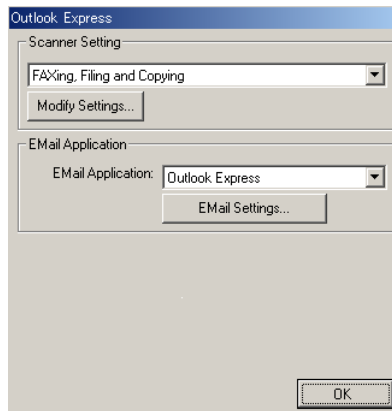 Outlook Express
Scanner Setting
FAXing, Filing and Copying
Modify Settings...
EMail Application
EMail Application: Outlook Express
EMail Settings...
OK